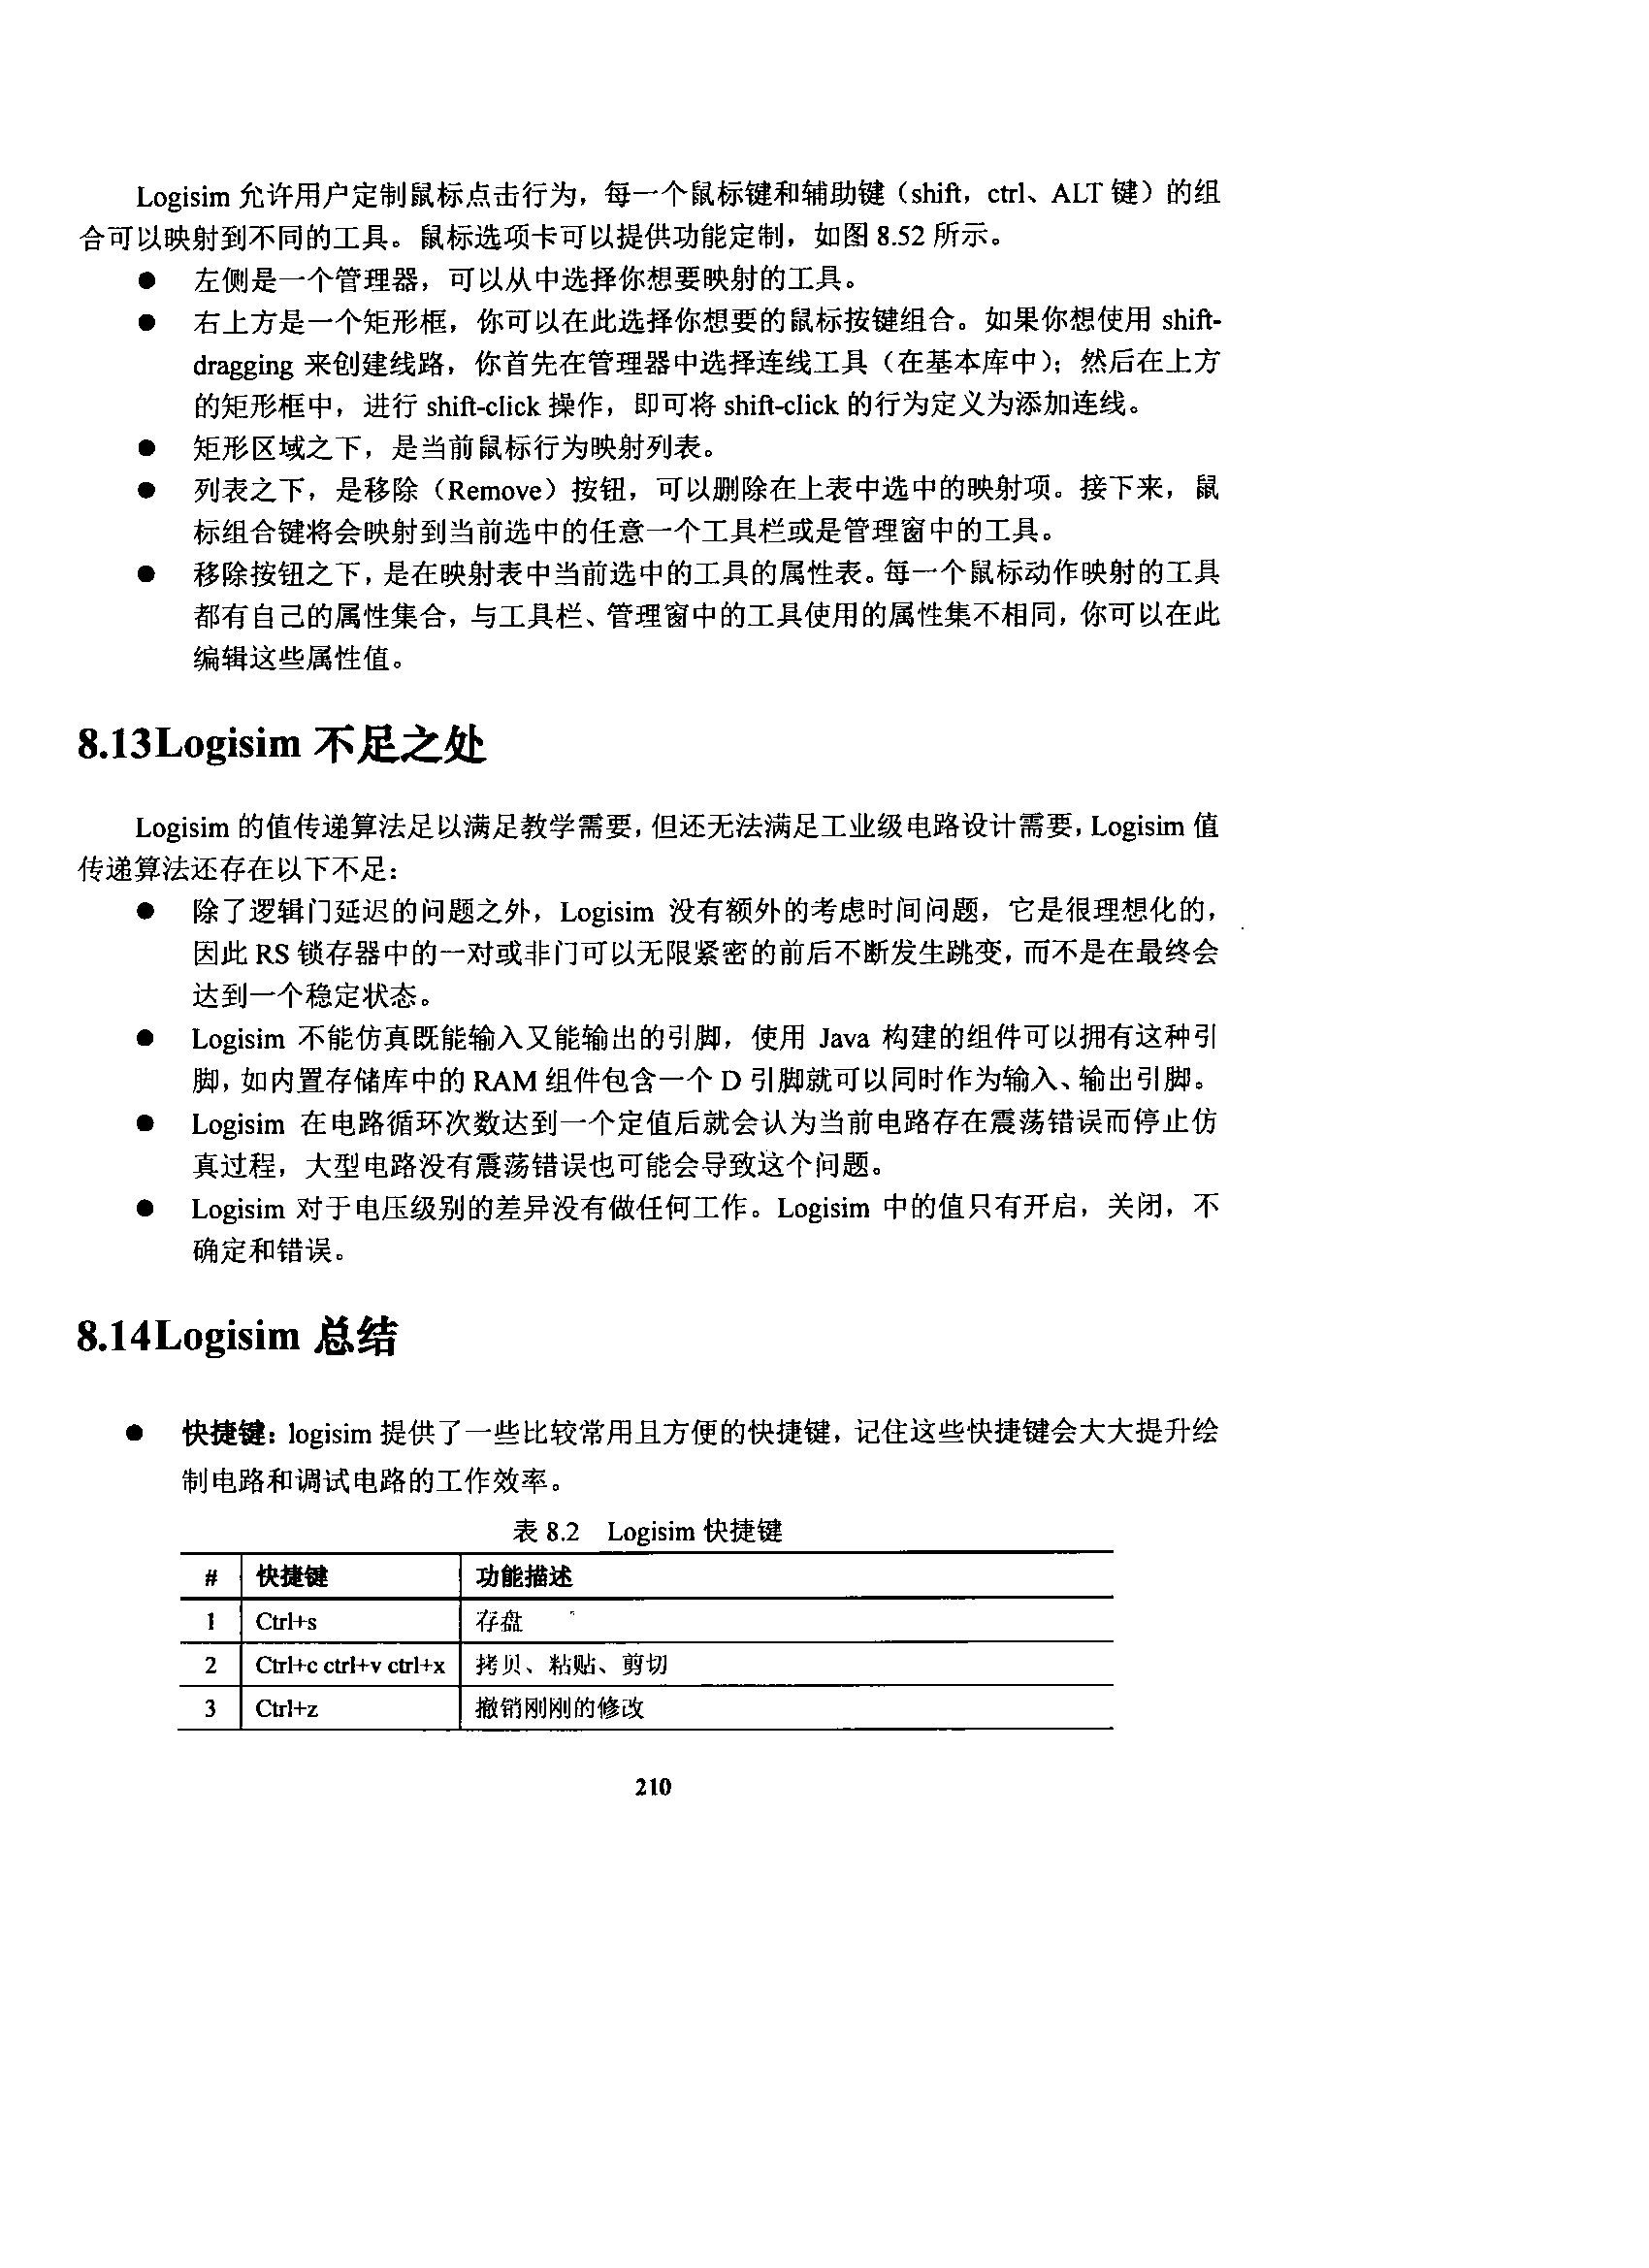 Logisim 允许用户定制鼠标点击行为，每一个鼠标键和辅助键（shift，ctrl、ALT 键）的组
合可以映射到不同的工具。鼠标选项卡可以提供功能定制，如图 8.52 所示。
● 左侧是一个管理器，可以从中选择你想要映射的工具。
● 右上方是一个矩形框，你可以在此选择你想要的鼠标按键组合。如果你想使用 shift-
dragging 来创建线路，你首先在管理器中选择连线工具（在基本库中）；然后在上方
的矩形框中，进行 shift-click 操作，即可将 shift-click 的行为定义为添加连线。
● 矩形区域之下，是当前鼠标行为映射列表。
● 列表之下，是移除（Remove）按钮，可以删除在上表中选中的映射项。接下来，鼠
标组合键将会映射到当前选中的任意一个工具栏或是管理窗中的工具。
● 移除按钮之下，是在映射表中当前选中的工具的属性表。每一个鼠标动作映射的工具
都有自己的属性集合，与工具栏、管理窗中的工具使用的属性集不相同，你可以在此
编辑这些属性值。
8.13Logisim 不足之处
Logisim 的值传递算法足以满足教学需要，但还无法满足工业级电路设计需要，Logisim 值
传递算法还存在以下不足：
● 除了逻辑门延迟的问题之外，Logisim 没有额外的考虑时间问题，它是很理想化的，
因此 RS 锁存器中的一对或非门可以无限紧密的前后不断发生跳变，而不是在最终会
达到一个稳定状态。
● Logisim 不能仿真既能输入又能输出的引脚，使用 Java 构建的组件可以拥有这种引
脚，如内置存储库中的 RAM 组件包含一个 D 引脚就可以同时作为输入、输出引脚。
● Logisim 在电路循环次数达到一个定值后就会认为当前电路存在震荡错误而停止仿
真过程，大型电路没有震荡错误也可能会导致这个问题。
● Logisim 对于电压级别的差异没有做任何工作。Logisim 中的值只有开启，关闭，不
确定和错误。
8.14Logisim 总结
● 快捷键：logisim 提供了一些比较常用且方便的快捷键，记住这些快捷键会大大提升绘
制电路和调试电路的工作效率。
表 8.2 Logisim 快捷键
# 快捷键 功能描述
1 Ctrl+s 存盘
2 Ctrl+c ctrl+v ctrl+x 拷贝、粘贴、剪切
3 Ctrl+z 撤销刚刚的修改
210